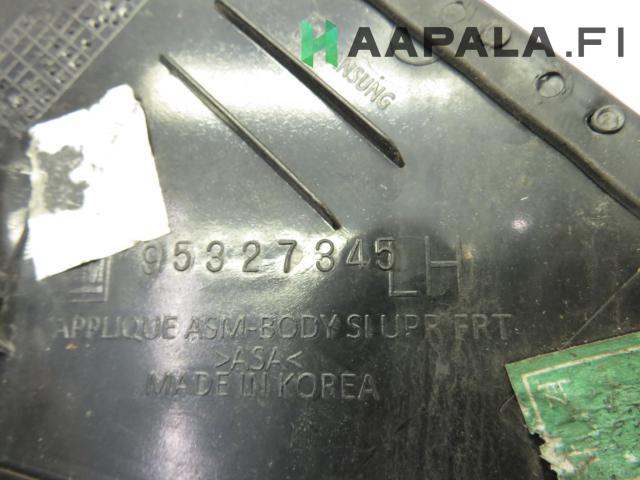 HAAPALA.FI
95327345 LH
APPLIQUE ASM-BODY SI UPR FRT
>ASA<
MADE IN KOREA